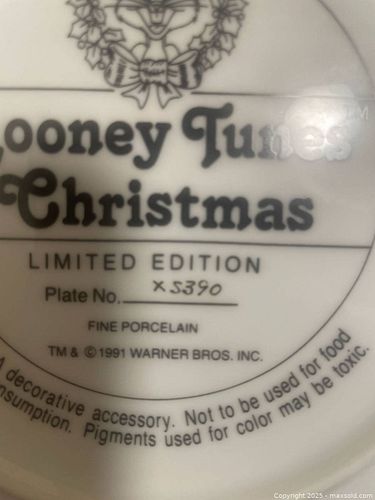 Looney Tunes
Christmas
LIMITED EDITION
Plate No. X5390
FINE PORCELAIN
TM & © 1991 WARNER BROS. INC.
A decorative accessory. Not to be used for food
nsumption. Pigments used for color may be toxic.
Copyright 2025 - maxsold.com